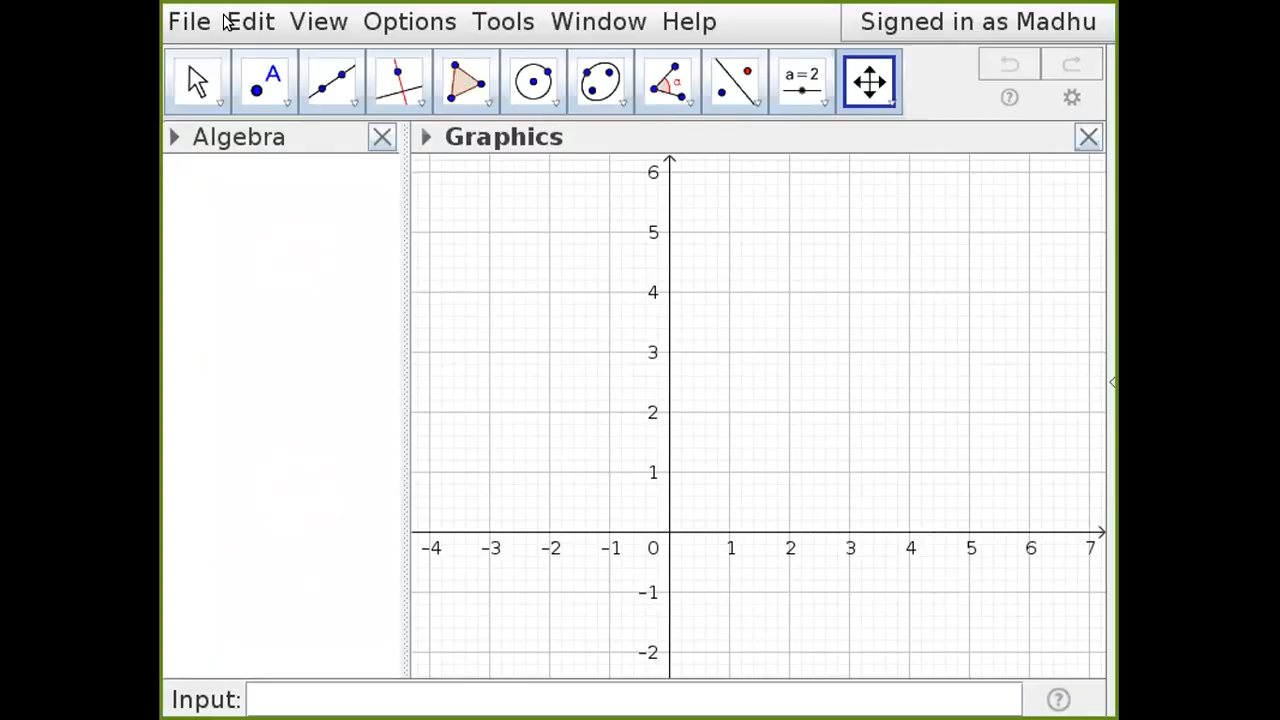 File Edit View Options Tools Window Help Signed in as Madhu
A α a=2
Algebra Graphics
6
5
4
3
2
1
-4 -3 -2 -1 0 1 2 3 4 5 6 7
-1
-2
Input: